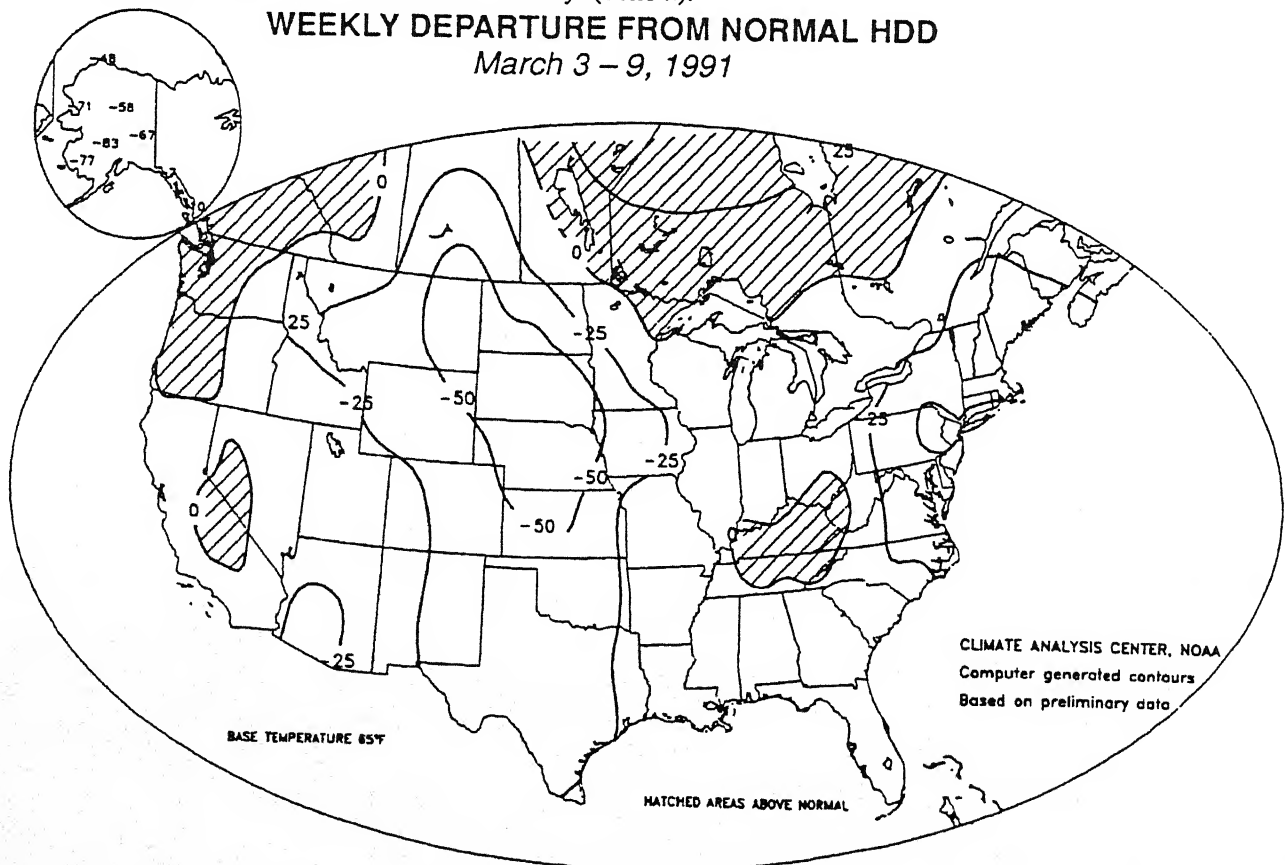 WEEKLY DEPARTURE FROM NORMAL HDD
March 3 – 9, 1991
-48
71 -58
-67
-83
-77
0
25
0
0
25
-25
-25
-50
25
-25
-50
0
-50
-25
CLIMATE ANALYSIS CENTER, NOAA
Computer generated contours
Based on preliminary data
BASE TEMPERATURE 65°F
HATCHED AREAS ABOVE NORMAL